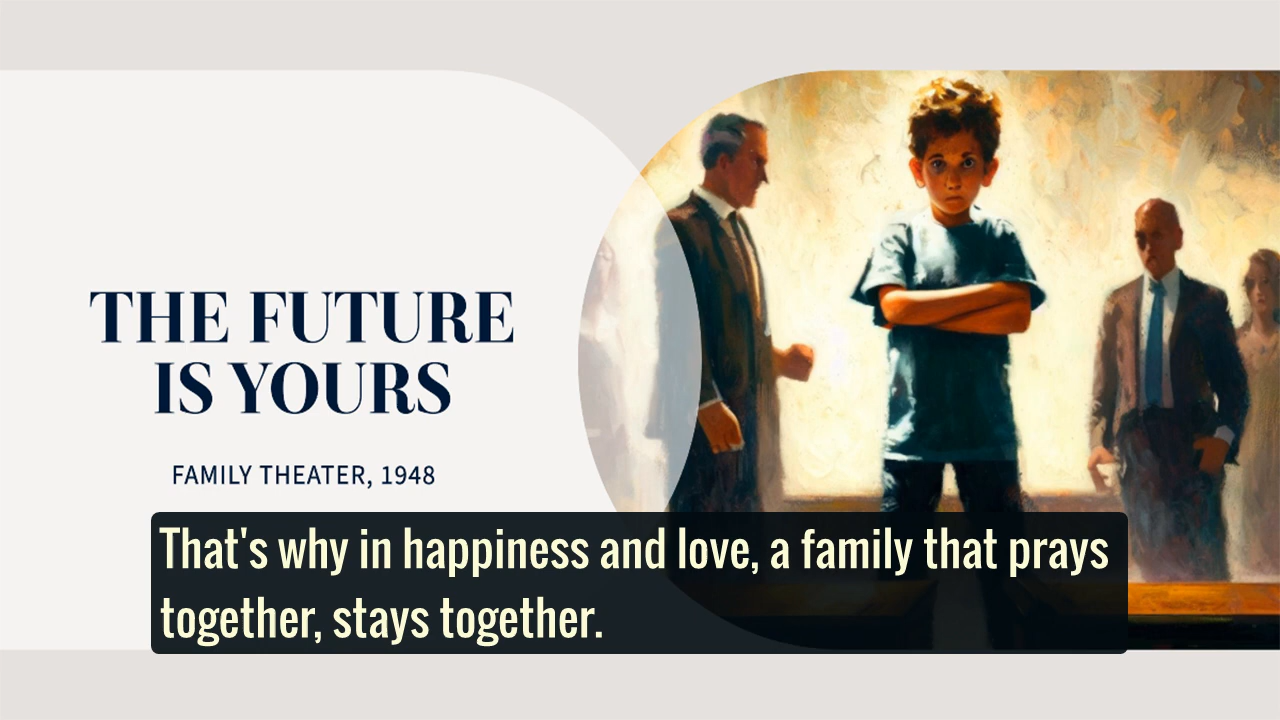 THE FUTURE
IS YOURS
FAMILY THEATER, 1948
That's why in happiness and love, a family that prays
together, stays together.